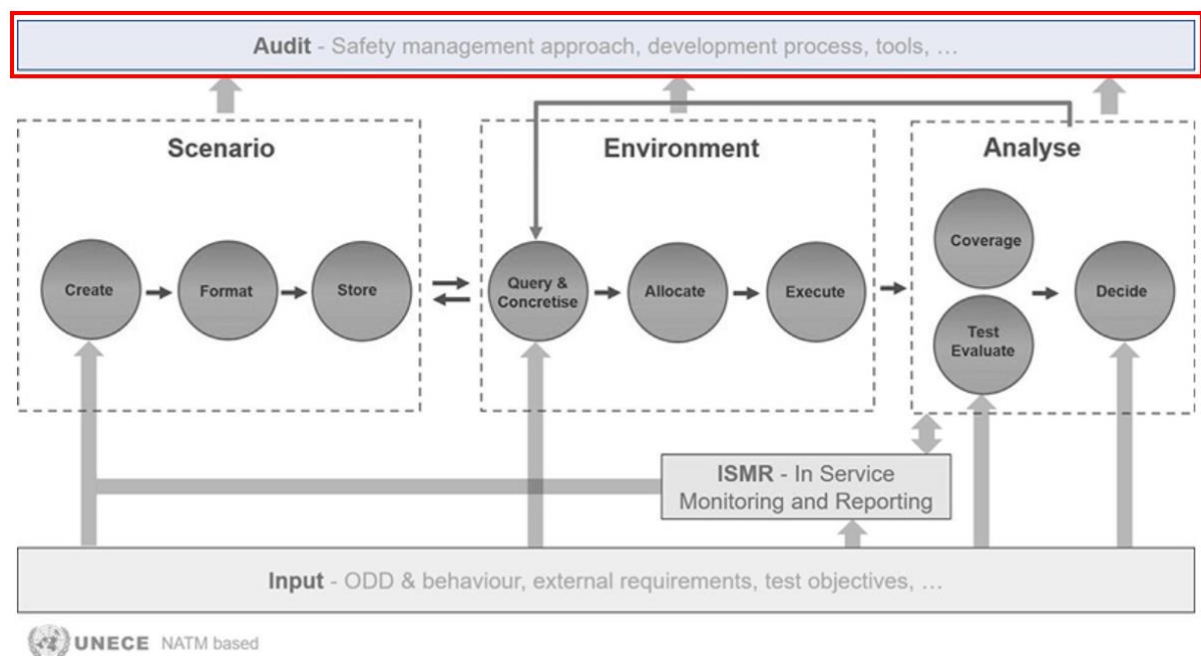 Audit - Safety management approach, development process, tools, …
Scenario
Environment
Analyse
Create
Format
Store
Query &
Concretise
Allocate
Execute
Coverage
Test
Evaluate
Decide
ISMR - In Service
Monitoring and Reporting
Input - ODD & behaviour, external requirements, test objectives, …
UNECE NATM based